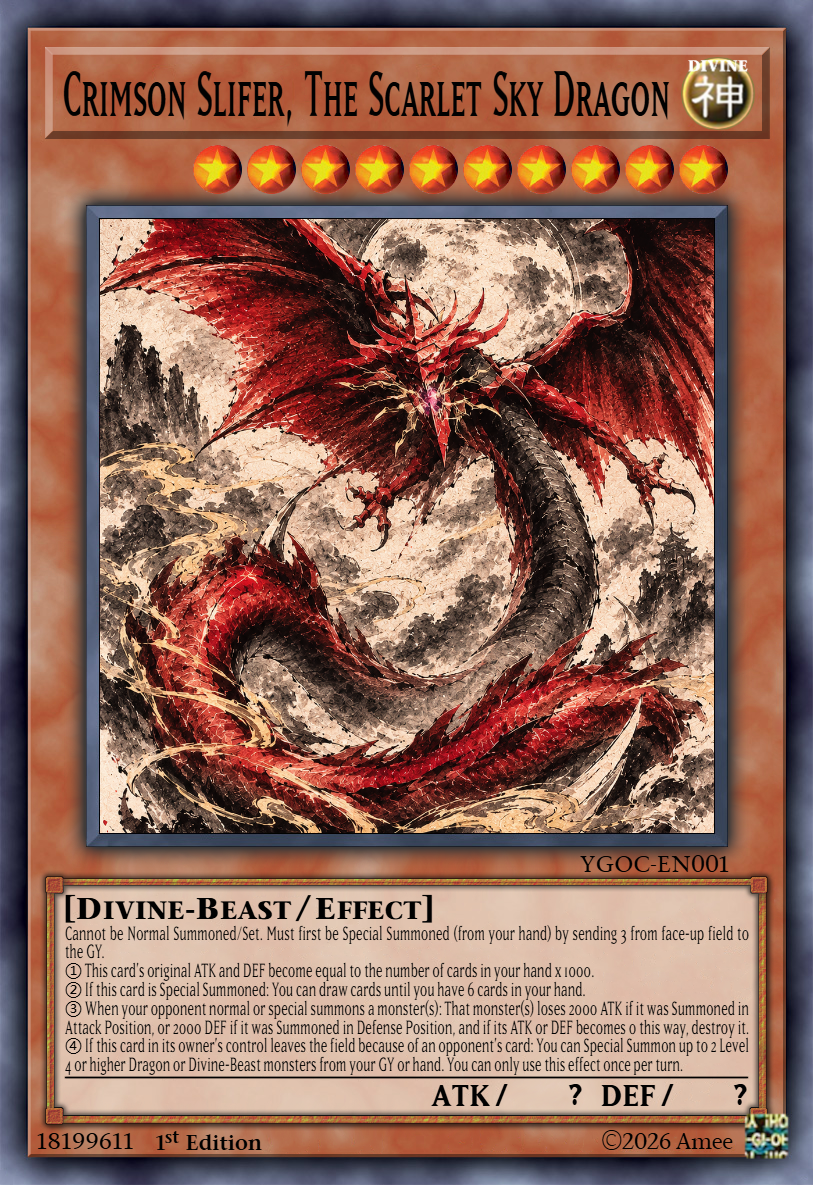 Crimson Slifer, The Scarlet Sky Dragon
DIVINE
神
YGOC-EN001
[Divine-Beast / Effect]
Cannot be Normal Summoned/Set. Must first be Special Summoned (from your hand) by sending 3 from face-up field to
the GY.
① This card's original ATK and DEF become equal to the number of cards in your hand x 1000.
② If this card is Special Summoned: You can draw cards until you have 6 cards in your hand.
③ When your opponent normal or special summons a monster(s): That monster(s) loses 2000 ATK if it was Summoned in
Attack Position, or 2000 DEF if it was Summoned in Defense Position, and if its ATK or DEF becomes 0 this way, destroy it.
④ If this card in its owner's control leaves the field because of an opponent's card: You can Special Summon up to 2 Level
4 or higher Dragon or Divine-Beast monsters from your GY or hand. You can only use this effect once per turn.
ATK / ? DEF / ?
18199611 1st Edition ©2026 Amee